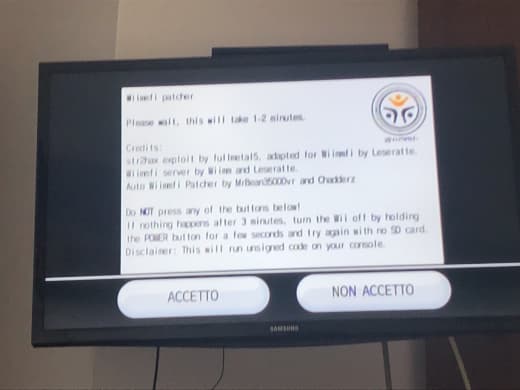 Wiimmfi patcher
Please wait, this will take 1-2 minutes.
Credits:
str2hax exploit by fullmetal5, adapted for Wiimmfi by Leseratte.
Wiimmfi server by Wiimm and Leseratte.
Auto Wiimmfi Patcher by MrBean35000vr and Chadderz
Do NOT press any of the buttons below!
If nothing happens after 3 minutes, turn the Wii off by holding
the POWER button for a few seconds and try again with no SD card.
Disclaimer: This will run unsigned code on your console.
ACCETTO
NON ACCETTO
SAMSUNG